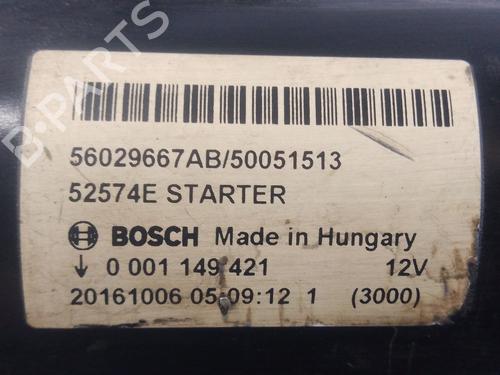 B-PARTS
56029667AB/50051513
52574E STARTER
BOSCH Made in Hungary
↓ 0 001 149 421 12V
20161006 05 09:12 1 (3000)